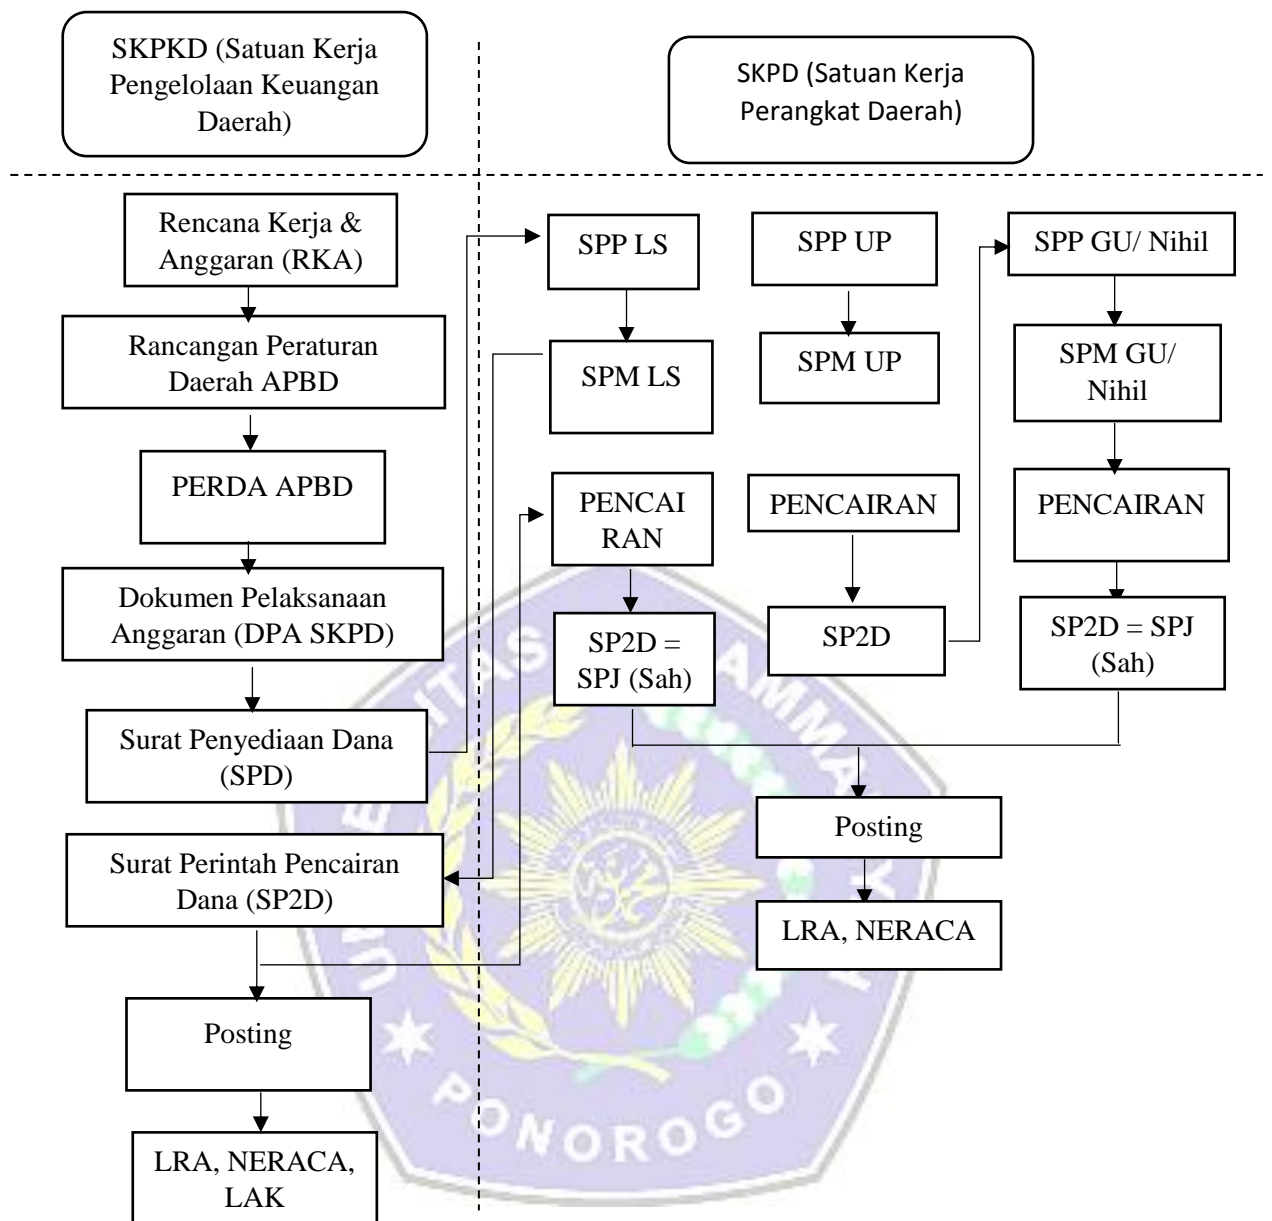 SKPKD (Satuan Kerja
Pengelolaan Keuangan
Daerah)
SKPD (Satuan Kerja
Perangkat Daerah)
Rencana Kerja &
Anggaran (RKA)
Rancangan Peraturan
Daerah APBD
PERDA APBD
Dokumen Pelaksanaan
Anggaran (DPA SKPD)
Surat Penyediaan Dana
(SPD)
Surat Perintah Pencairan
Dana (SP2D)
Posting
LRA, NERACA,
LAK
SPP LS
SPM LS
PENCAI
RAN
SP2D =
SPJ (Sah)
SPP UP
SPM UP
PENCAIRAN
SP2D
SPP GU/ Nihil
SPM GU/
Nihil
PENCAIRAN
SP2D = SPJ
(Sah)
Posting
LRA, NERACA
PONOROGO